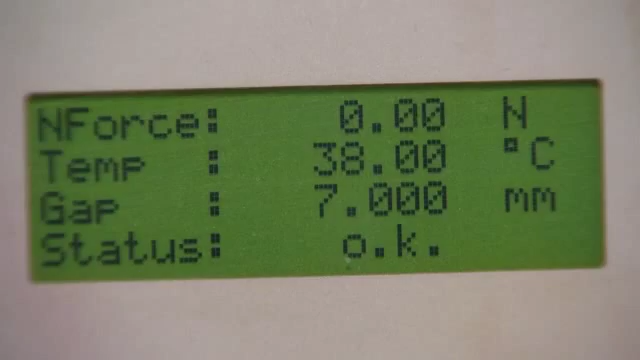 NForce: 0.00 N
Temp : 38.00 °C
Gap : 7.000 mm
Status: o.k.